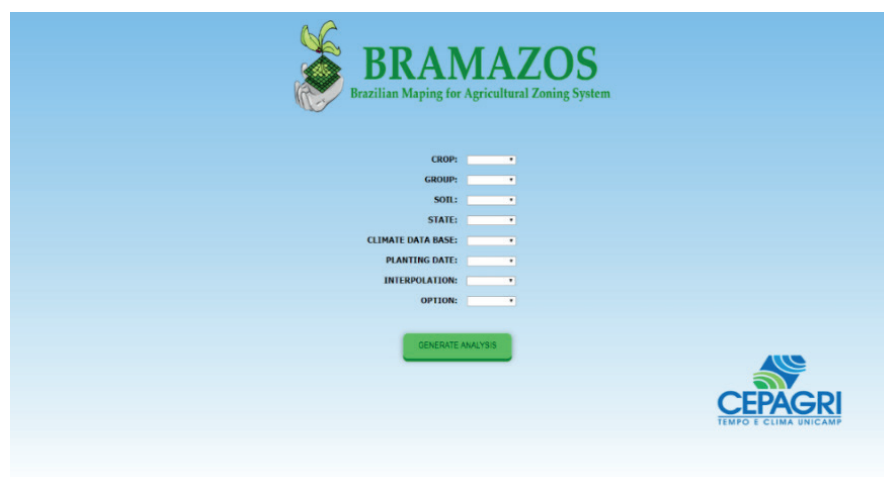 BRAMAZOS
Brazilian Maping for Agricultural Zoning System
CROP:
GROUP:
SOIL:
STATE:
CLIMATE DATA BASE:
PLANTING DATE:
INTERPOLATION:
OPTION:
GENERATE ANALYSIS
CEPAGRI
TEMPO E CLIMA UNICAMP